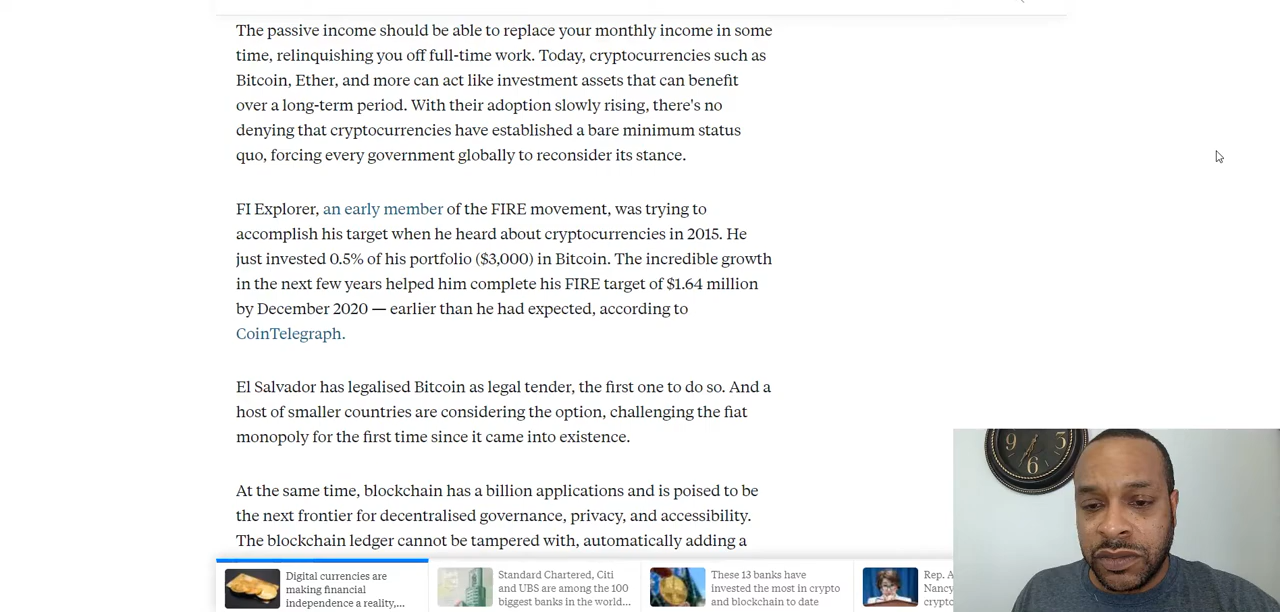 The passive income should be able to replace your monthly income in some
time, relinquishing you off full-time work. Today, cryptocurrencies such as
Bitcoin, Ether, and more can act like investment assets that can benefit
over a long-term period. With their adoption slowly rising, there's no
denying that cryptocurrencies have established a bare minimum status
quo, forcing every government globally to reconsider its stance.
FI Explorer, an early member of the FIRE movement, was trying to
accomplish his target when he heard about cryptocurrencies in 2015. He
just invested 0.5% of his portfolio ($3,000) in Bitcoin. The incredible growth
in the next few years helped him complete his FIRE target of $1.64 million
by December 2020 — earlier than he had expected, according to
CoinTelegraph.
El Salvador has legalised Bitcoin as legal tender, the first one to do so. And a
host of smaller countries are considering the option, challenging the fiat
monopoly for the first time since it came into existence.
At the same time, blockchain has a billion applications and is poised to be
the next frontier for decentralised governance, privacy, and accessibility.
The blockchain ledger cannot be tampered with, automatically adding a
9 3
6
Digital currencies are
making financial
independence a reality,...
Standard Chartered, Citi
and UBS are among the 100
biggest banks in the world...
These 13 banks have
invested the most in crypto
and blockchain to date
Rep. A
Nancy
crypto